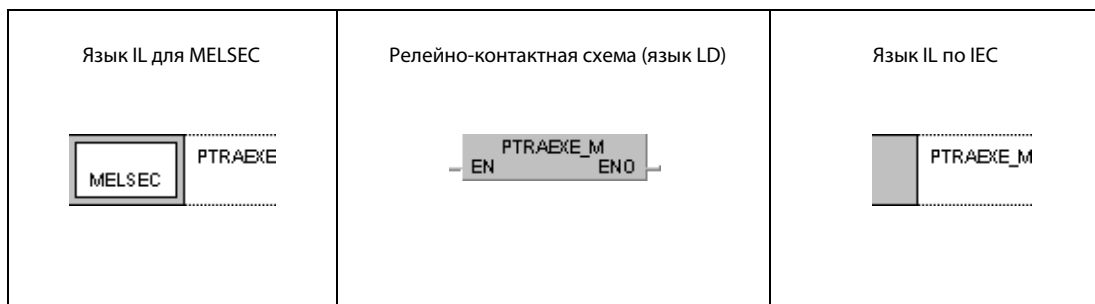 Язык IL для MELSEC
MELSEC
PTRAEXE
Релейно-контактная схема (язык LD)
PTRAEXE_M
EN ENO
Язык IL по IEC
PTRAEXE_M